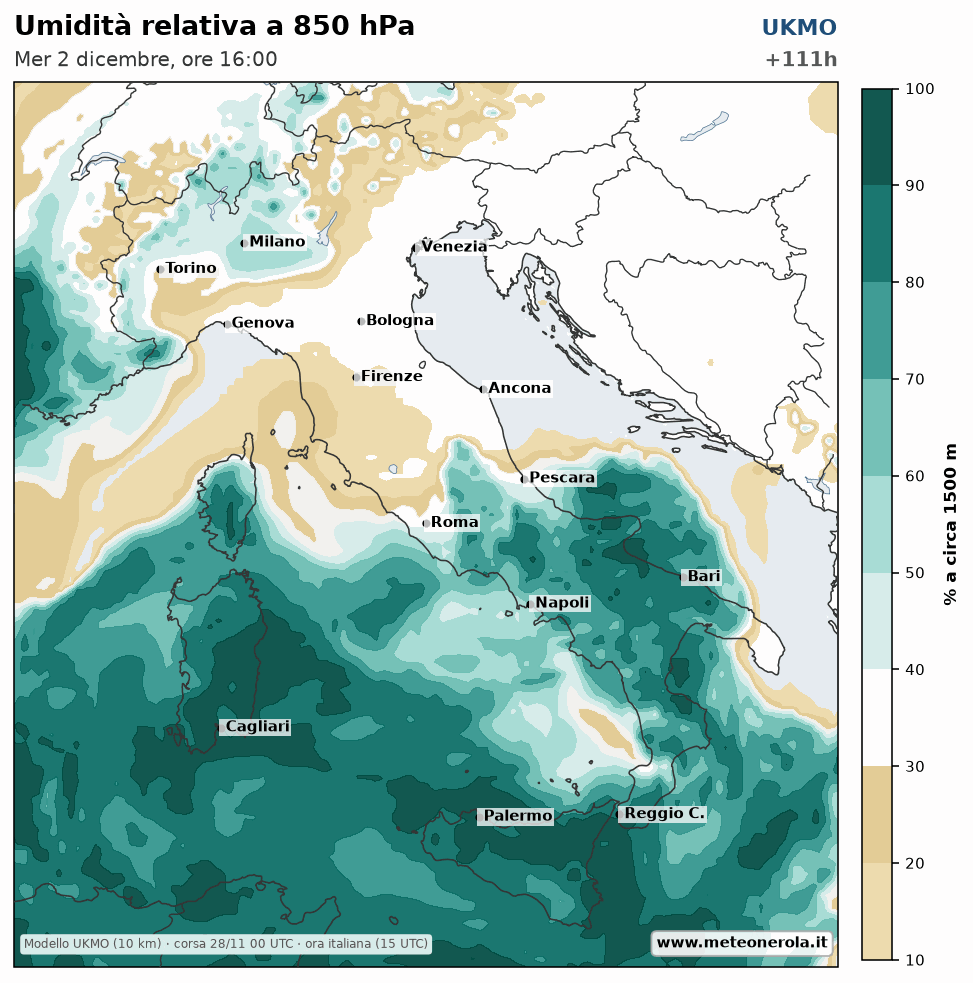 Umidità relativa a 850 hPa
UKMO
Mer 2 dicembre, ore 16:00
+111h
100
90
80
70
60
50
40
30
20
10
% a circa 1500 m
Milano
Venezia
Torino
Genova
Bologna
Firenze
Ancona
Pescara
Roma
Bari
Napoli
Cagliari
Palermo
Reggio C.
Modello UKMO (10 km) · corsa 28/11 00 UTC · ora italiana (15 UTC)
www.meteonerola.it